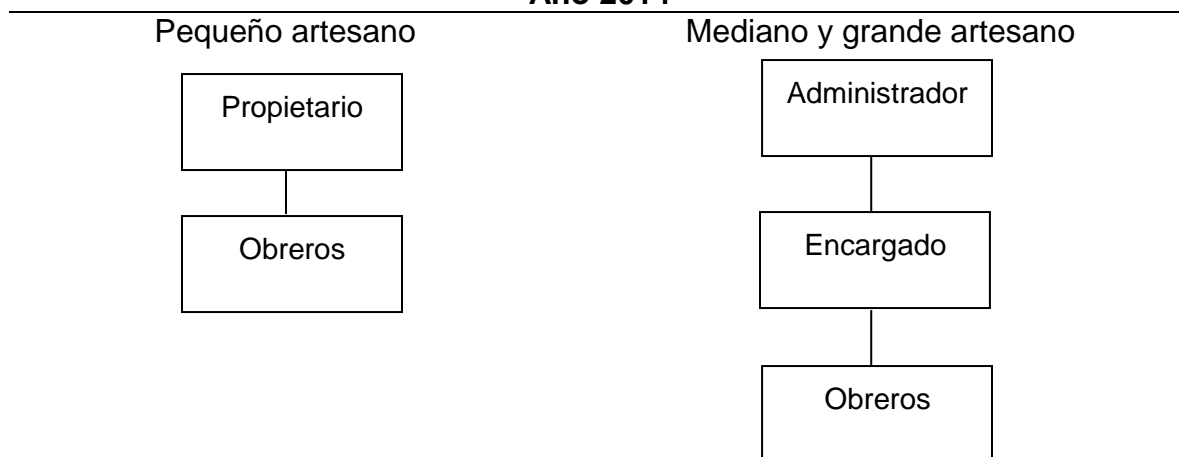 Pequeño artesano
Mediano y grande artesano
Propietario
Administrador
Obreros
Encargado
Obreros